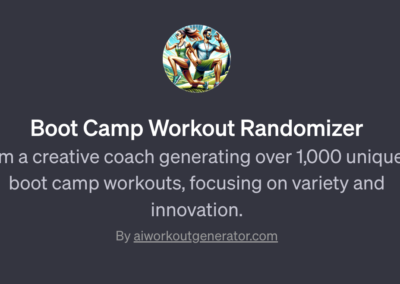 Boot Camp Workout Randomizer
m a creative coach generating over 1,000 unique
boot camp workouts, focusing on variety and
innovation.
By aiworkoutgenerator.com